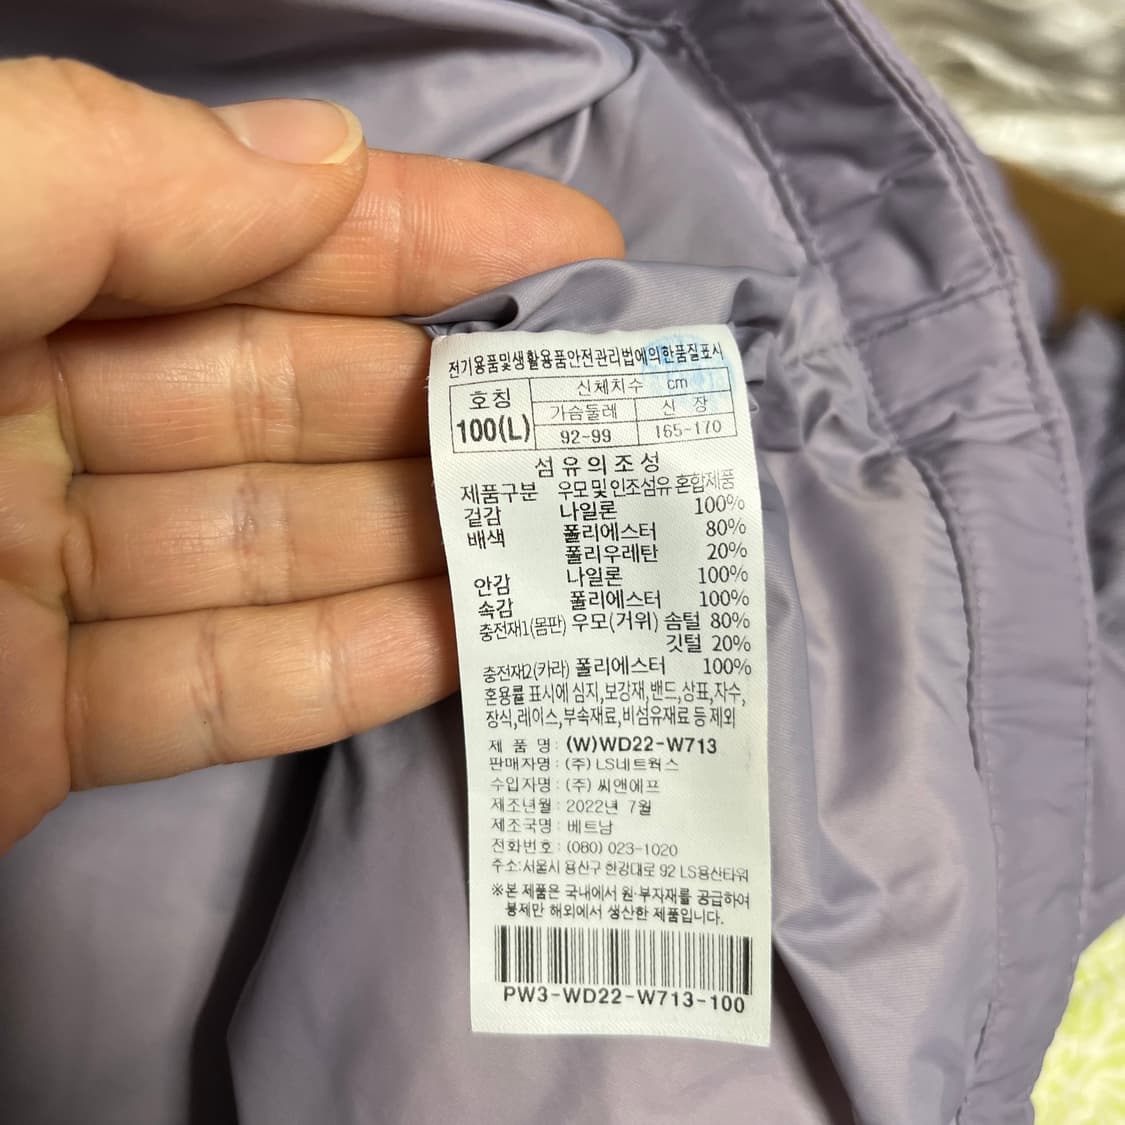 전기용품및생활용품안전관리법에의한품질표시
호칭 신체치수 cm
100(L) 가슴둘레 신 장
92~99 165~170
섬유의조성
제품구분 우모 및 인조섬유 혼합제품
겉감 나일론 100%
배색 폴리에스터 80%
폴리우레탄 20%
안감 나일론 100%
속감 폴리에스터 100%
충전재1(몸판) 우모(거위) 솜털 80%
깃털 20%
충전재2(카라) 폴리에스터 100%
혼용률 표시에 심지,보강재,밴드,상표,자수,
장식,레이스,부속재료,비섬유재료 등 제외
제 품 명: (W)WD22-W713
판매자명: (주) LS네트웍스
수입자명: (주) 씨앤에프
제조년월: 2022년 7월
제조국명: 베트남
전화번호: (080) 023-1020
주소:서울시 용산구 한강대로 92 LS용산타워
※본 제품은 국내에서 원·부자재를 공급하여
봉제만 해외에서 생산한 제품입니다.
PW3-WD22-W713-100